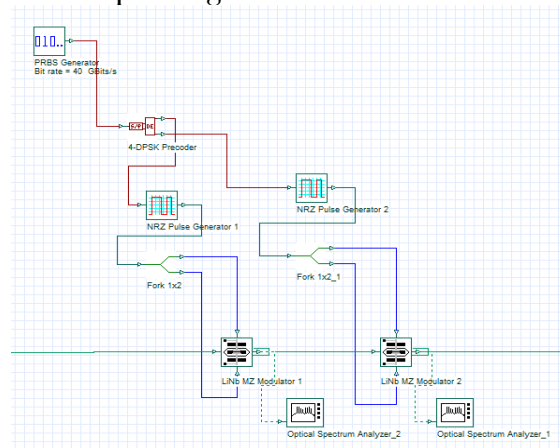 010..
PRBS Generator
Bit rate = 40 GBits/s
S/P DE
4-DPSK Precoder
NRZ Pulse Generator 1
NRZ Pulse Generator 2
Fork 1x2
Fork 1x2_1
LiNb MZ Modulator 1
LiNb MZ Modulator 2
Optical Spectrum Analyzer_2
Optical Spectrum Analyzer_1